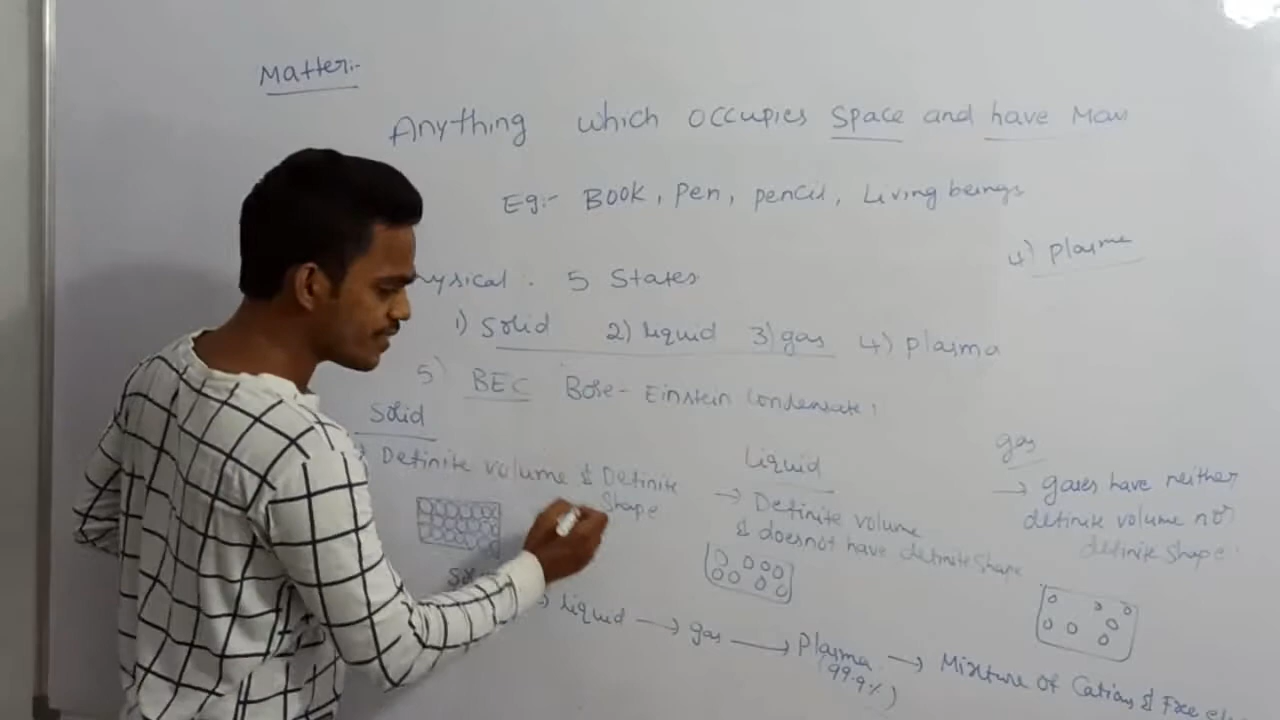 Matter:-
Anything which occupies space and have Mass
Eg:- BOOK, Pen, pencil, Living beings
4) Plasma
ysical : 5 States
1) Solid 2) liquid 3) gas 4) plasma
5) BEC Bose-Einstein Condensate
Solid
Definite volume & Definite
Shape
liquid
→ Definite volume
& doesnot have definite shape
gas
→ gases have neither
definite volume nor
definite shape.
liquid → gas → Plasma → Mixture of Cations & Free
(99.9%)